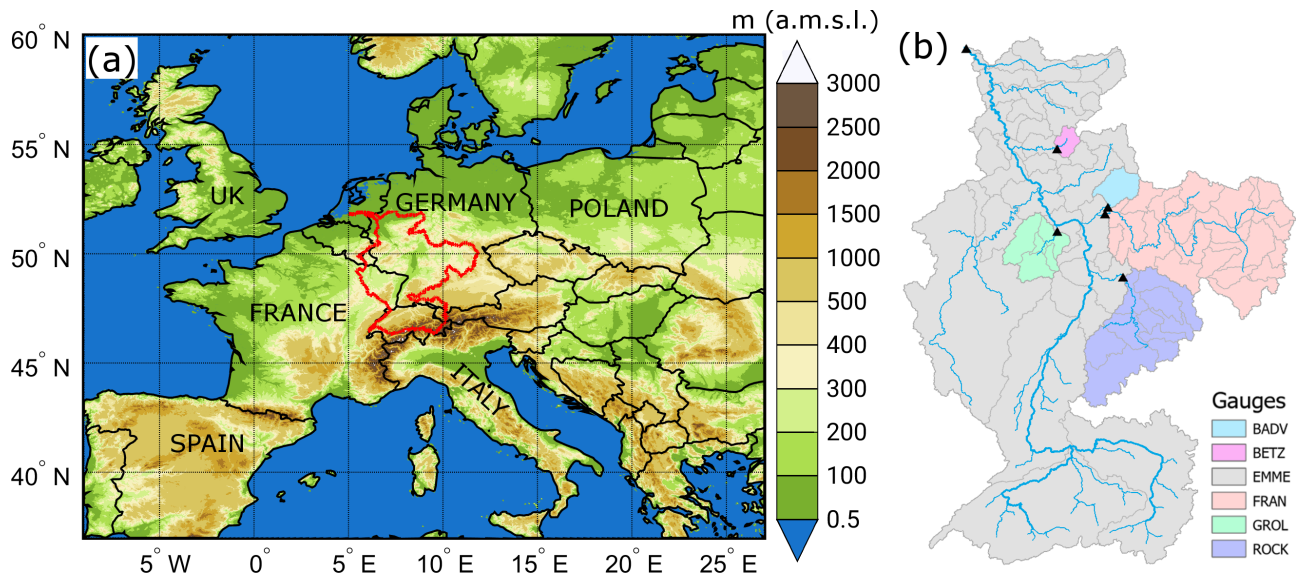 m (a.m.s.l.)
(a)
60° N
55° N
50° N
45° N
40° N
UK
GERMANY
POLAND
FRANCE
ITALY
SPAIN
5° W
0°
5° E
10° E
15° E
20° E
25° E
3000
2500
2000
1500
1000
500
400
300
200
100
0.5
(b)
Gauges
BADV
BETZ
EMME
FRAN
GROL
ROCK